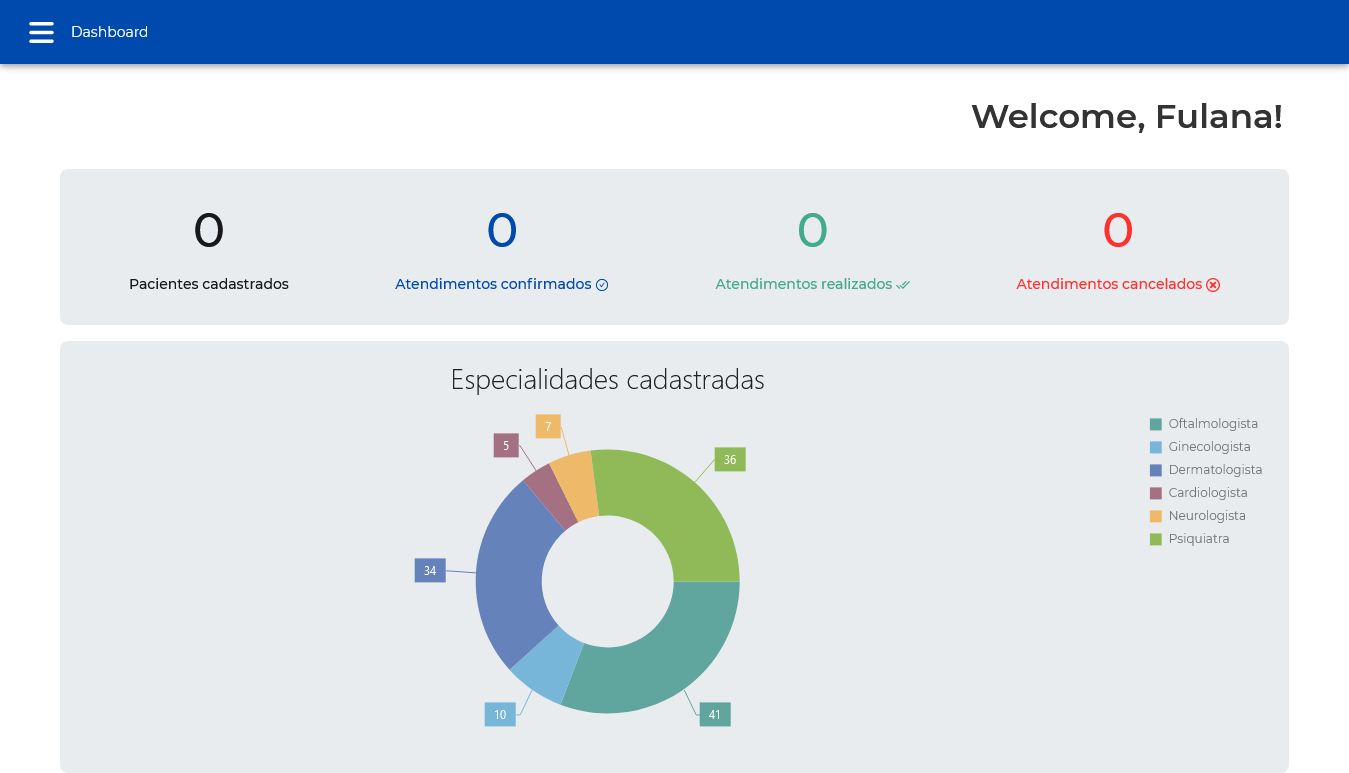 Dashboard
Welcome, Fulana!
0
0
0
0
Pacientes cadastrados
Atendimentos confirmados
Atendimentos realizados
Atendimentos cancelados
Especialidades cadastradas
7
5
36
34
10
41
Oftalmologista
Ginecologista
Dermatologista
Cardiologista
Neurologista
Psiquiatra